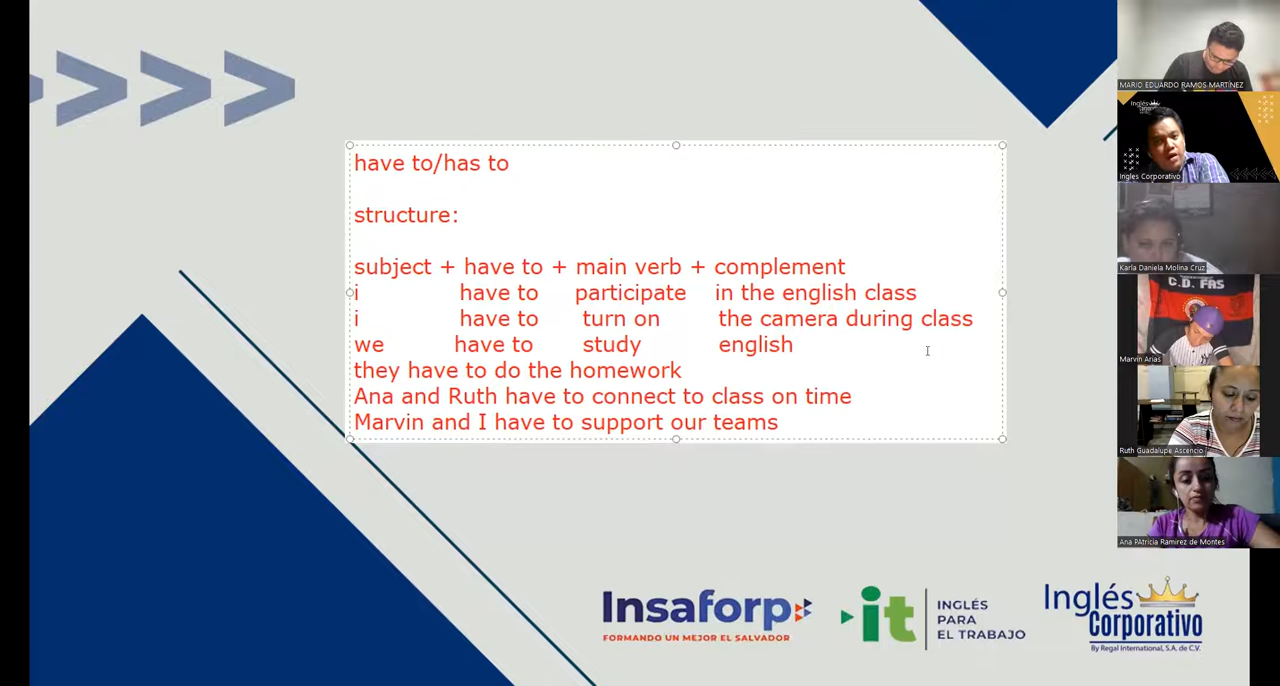 have to/has to
structure:
subject + have to + main verb + complement
i have to participate in the english class
i have to turn on the camera during class
we have to study english
they have to do the homework
Ana and Ruth have to connect to class on time
Marvin and I have to support our teams
MARIO EDUARDO RAMOS MARTÍNEZ
Inglés Corporativo
Ingles Corporativo
Karla Daniela Molina Cruz
C.D. FAS
Marvin Arias
Ruth Guadalupe Ascencio
Ana PAtricia Ramirez de Montes
Insaforp
FORMANDO UN MEJOR EL SALVADOR
it
INGLÉS
PARA
EL TRABAJO
Inglés
Corporativo
By Regal International, S.A. de C.V.